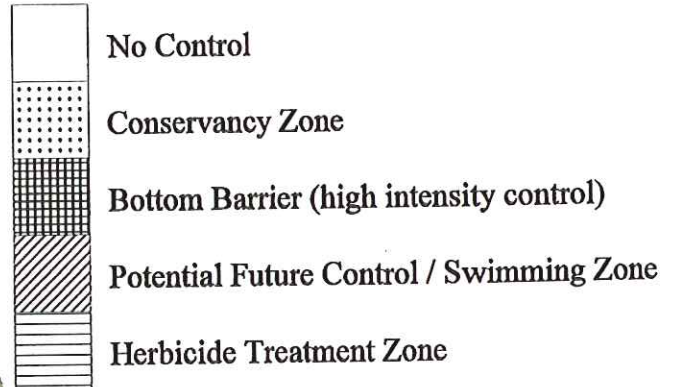 No Control
Conservancy Zone
Bottom Barrier (high intensity control)
Potential Future Control / Swimming Zone
Herbicide Treatment Zone